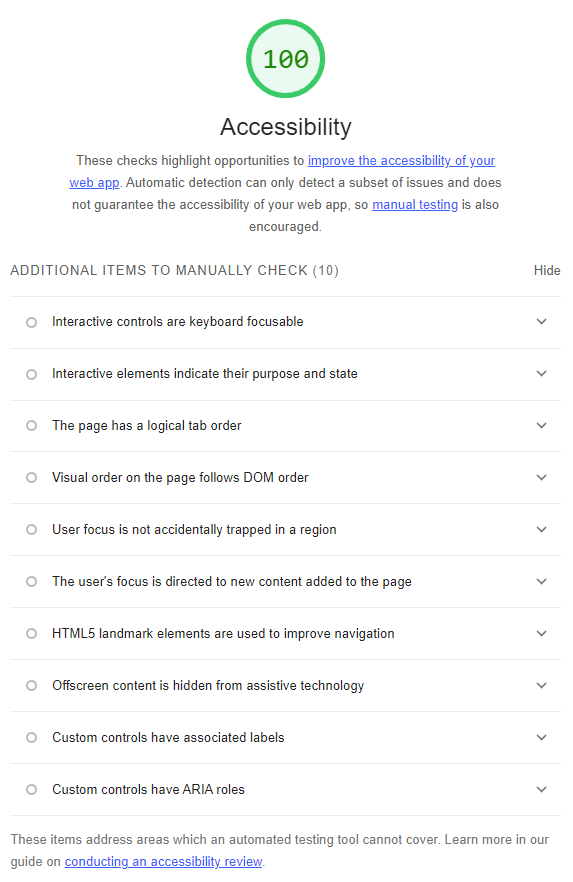 100
Accessibility
These checks highlight opportunities to improve the accessibility of your
web app. Automatic detection can only detect a subset of issues and does
not guarantee the accessibility of your web app, so manual testing is also
encouraged.
ADDITIONAL ITEMS TO MANUALLY CHECK (10) Hide
Interactive controls are keyboard focusable
Interactive elements indicate their purpose and state
The page has a logical tab order
Visual order on the page follows DOM order
User focus is not accidentally trapped in a region
The user's focus is directed to new content added to the page
HTML5 landmark elements are used to improve navigation
Offscreen content is hidden from assistive technology
Custom controls have associated labels
Custom controls have ARIA roles
These items address areas which an automated testing tool cannot cover. Learn more in our
guide on conducting an accessibility review.